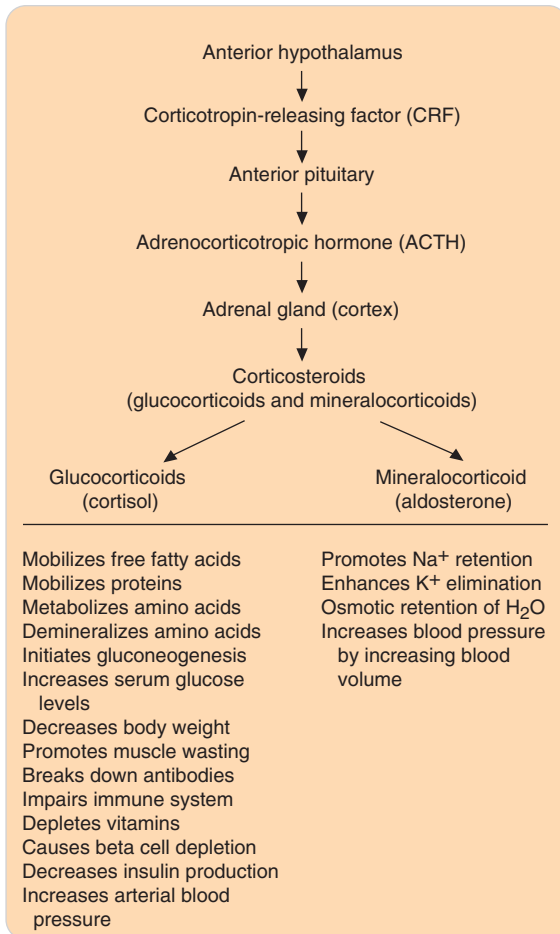 Anterior hypothalamus
Corticotropin-releasing factor (CRF)
Anterior pituitary
Adrenocorticotropic hormone (ACTH)
Adrenal gland (cortex)
Corticosteroids
(glucocorticoids and mineralocorticoids)
Glucocorticoids
(cortisol)
Mineralocorticoid
(aldosterone)
Mobilizes free fatty acids
Mobilizes proteins
Metabolizes amino acids
Demineralizes amino acids
Initiates gluconeogenesis
Increases serum glucose
levels
Decreases body weight
Promotes muscle wasting
Breaks down antibodies
Impairs immune system
Depletes vitamins
Causes beta cell depletion
Decreases insulin production
Increases arterial blood
pressure
Promotes Na⁺ retention
Enhances K⁺ elimination
Osmotic retention of H₂O
Increases blood pressure
by increasing blood
volume